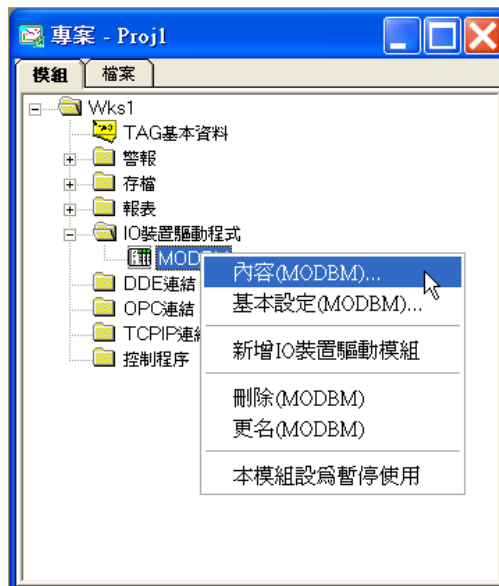 專案 - Proj1
模組 檔案
Wks1
TAG基本資料
警報
存檔
報表
IO裝置驅動程式
MODBM
DDE連結
OPC連結
TCPIP連結
控制程序
內容(MODBM)...
基本設定(MODBM)...
新增IO裝置驅動模組
刪除(MODBM)
更名(MODBM)
本模組設爲暫停使用